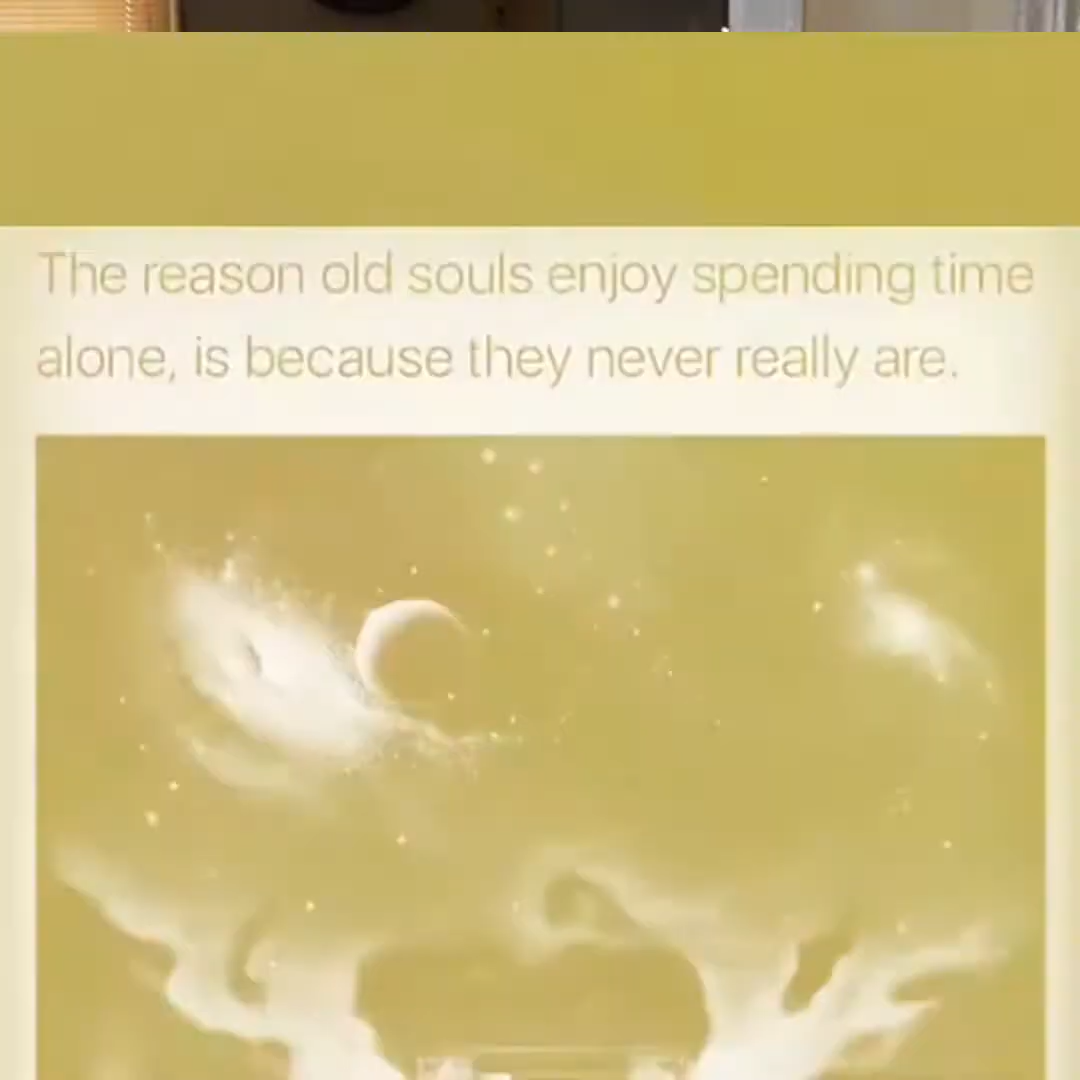 The reason old souls enjoy spending time
alone, is because they never really are.